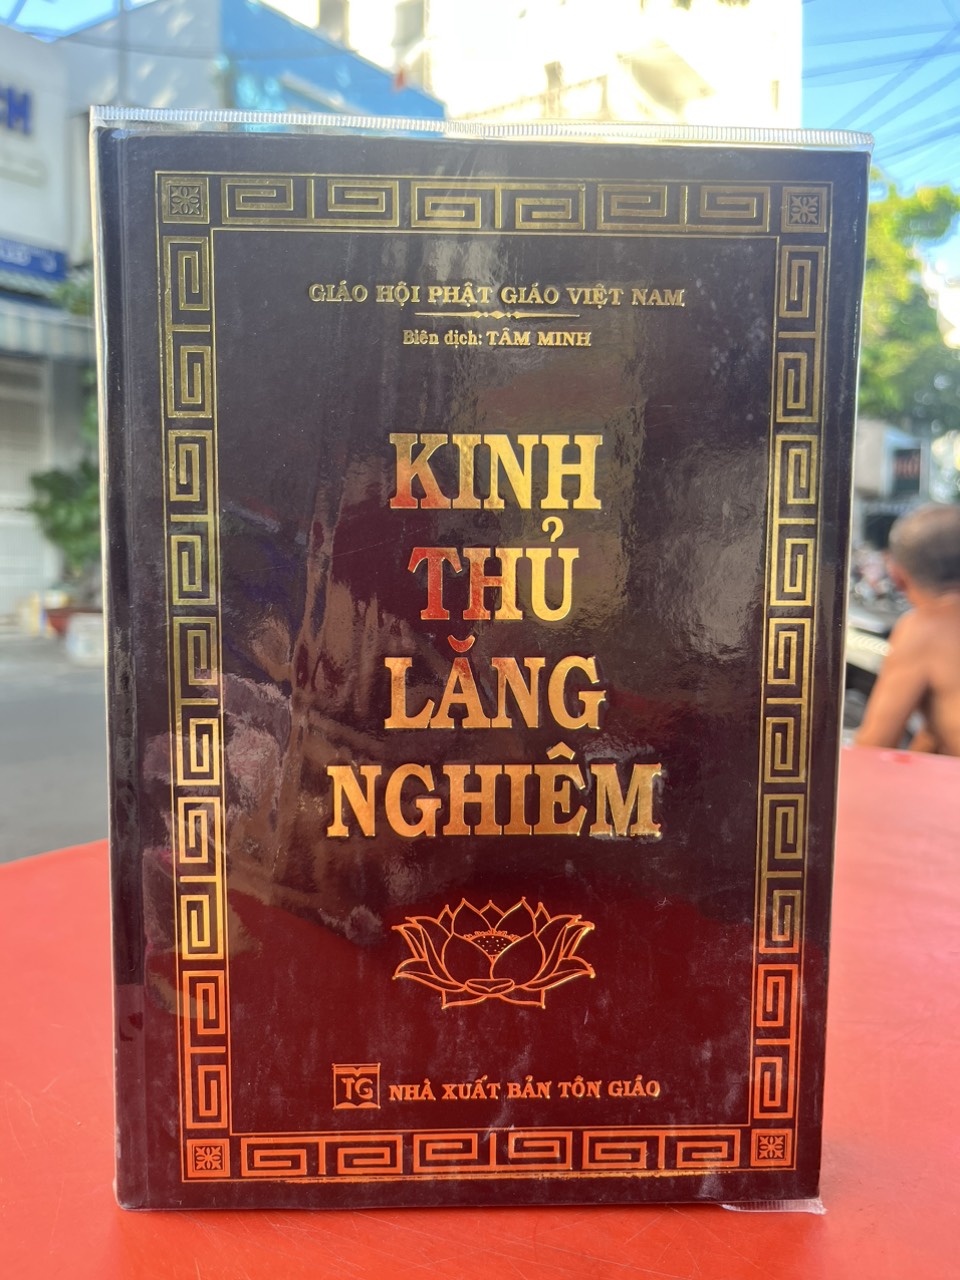 GIÁO HỘI PHẬT GIÁO VIỆT NAM
Biên dịch: TÂM MINH
KINH
THỦ
LĂNG
NGHIÊM
TG NHÀ XUẤT BẢN TÔN GIÁO